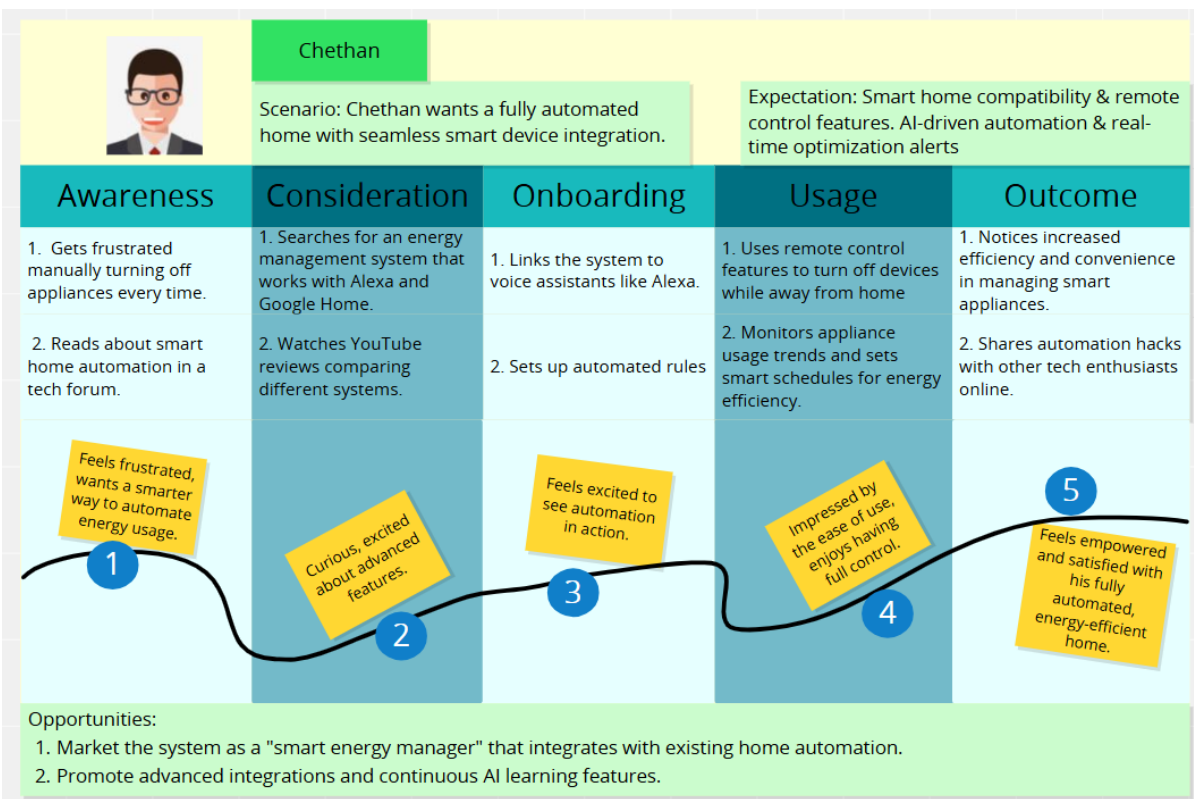 Chethan
Scenario: Chethan wants a fully automated
home with seamless smart device integration.
Expectation: Smart home compatibility & remote
control features. AI-driven automation & real-
time optimization alerts
Awareness
Consideration
Onboarding
Usage
Outcome
1. Gets frustrated
manually turning off
appliances every time.
1. Searches for an energy
management system that
works with Alexa and
Google Home.
1. Links the system to
voice assistants like Alexa.
1. Uses remote control
features to turn off devices
while away from home
1. Notices increased
efficiency and convenience
in managing smart
appliances.
2. Reads about smart
home automation in a
tech forum.
2. Watches YouTube
reviews comparing
different systems.
2. Sets up automated rules
2. Monitors appliance
usage trends and sets
smart schedules for energy
efficiency.
2. Shares automation hacks
with other tech enthusiasts
online.
Feels frustrated,
wants a smarter
way to automate
energy usage.
1
Curious, excited
about advanced
features.
2
Feels excited to
see automation
in action.
3
Impressed by
the ease of use,
enjoys having
full control.
4
5
Feels empowered
and satisfied with
his fully
automated,
energy-efficient
home.
Opportunities:
1. Market the system as a "smart energy manager" that integrates with existing home automation.
2. Promote advanced integrations and continuous AI learning features.